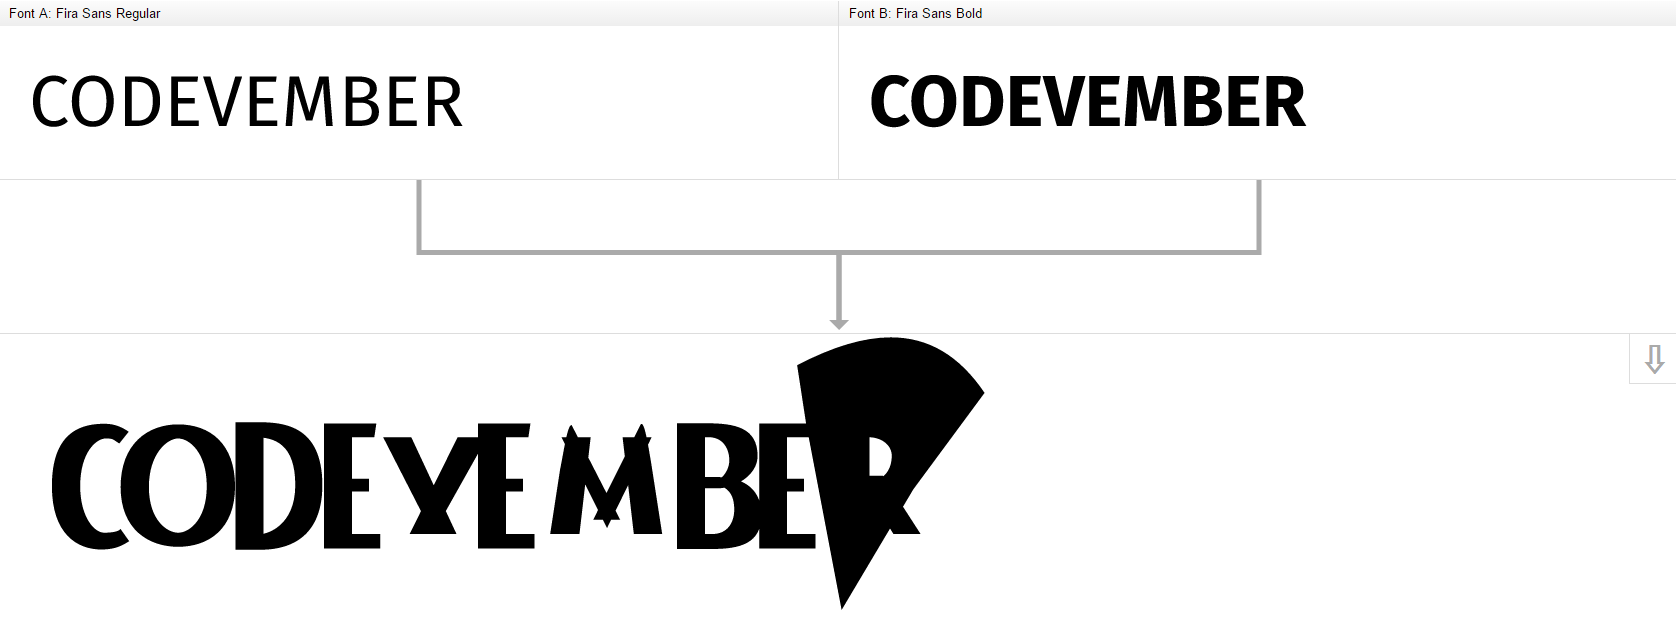 Font A: Fira Sans Regular
Font B: Fira Sans Bold
CODEVEMBER
CODEVEMBER
CODEVEMBER